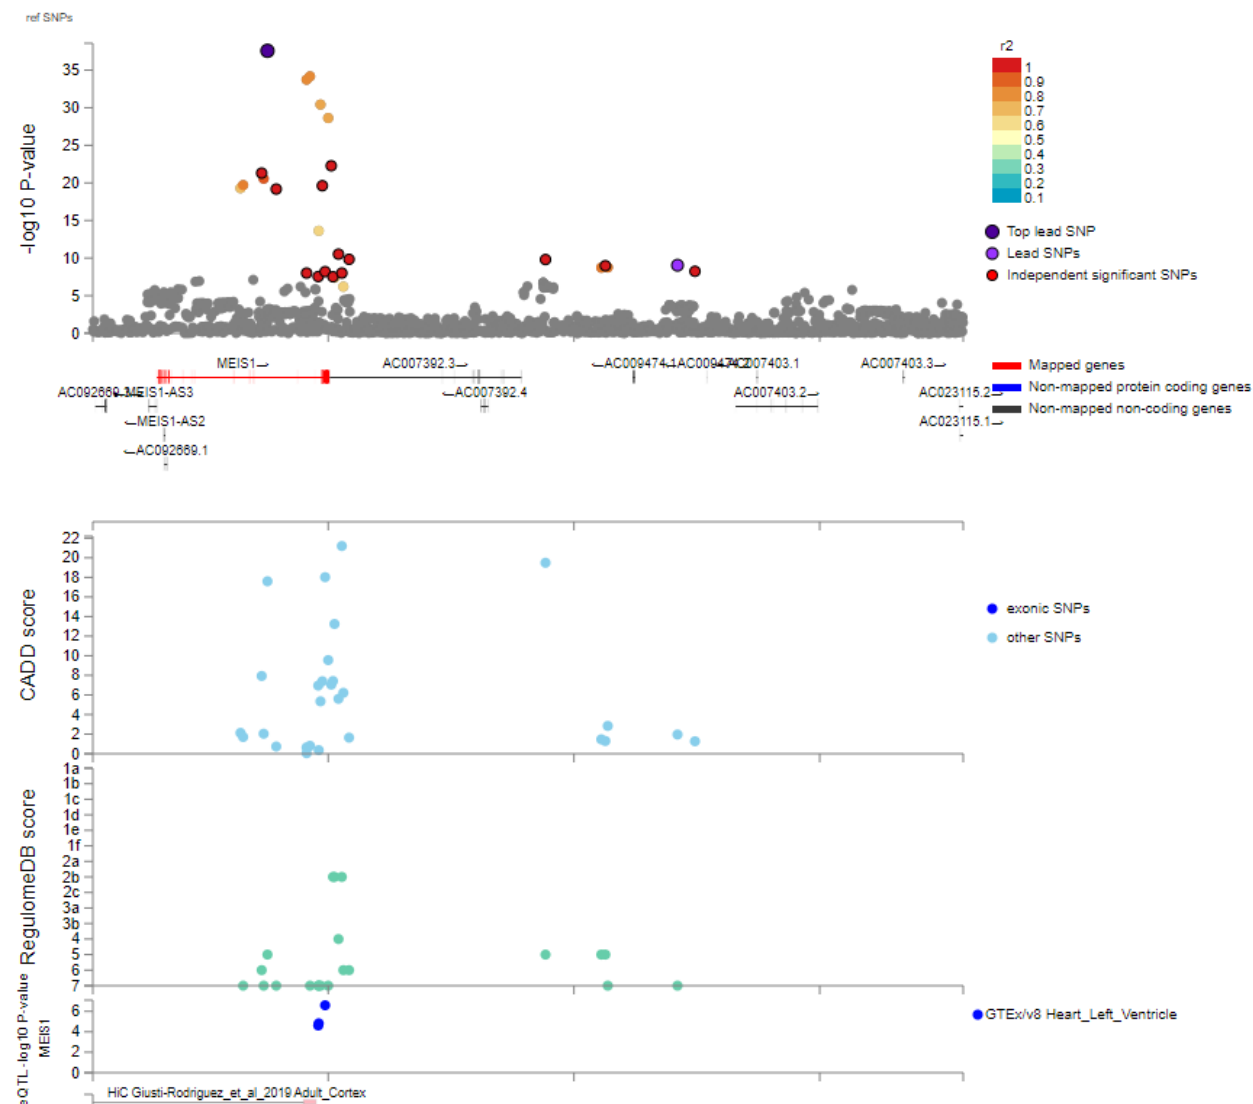 ref SNPs
-log10 P-value
35
30
25
20
15
10
5
0
r2
1
0.9
0.8
0.7
0.6
0.5
0.4
0.3
0.2
0.1
Top lead SNP
Lead SNPs
Independent significant SNPs
MEIS1
AC007392.3
AC009474.1
AC007403.1
AC007403.3
MEIS1-AS3
AC007392.4
AC007403.2
AC023115.2
MEIS1-AS2
AC023115.1
AC092669.1
Mapped genes
Non-mapped protein coding genes
Non-mapped non-coding genes
CADD score
22
20
18
16
14
12
10
8
6
4
2
0
exonic SNPs
other SNPs
RegulomeDB score
1a
1b
1c
1d
1e
1f
2a
2b
2c
3a
3b
4
5
6
7
eQTL -log10 P-value
MEIS1
6
4
2
0
GTEx/v8 Heart_Left_Ventricle
HiC Giusti-Rodriguez_et_al_2019 Adult_Cortex